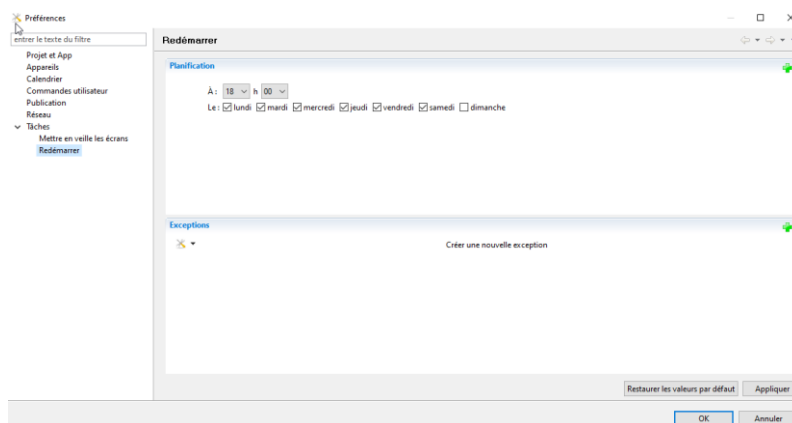 Préférences
entrer le texte du filtre
Projet et App
Appareils
Calendrier
Commandes utilisateur
Publication
Réseau
Tâches
Mettre en veille les écrans
Redémarrer
Redémarrer
Planification
À : 18 h 00
Le : lundi mardi mercredi jeudi vendredi samedi dimanche
Exceptions
Créer une nouvelle exception
Restaurer les valeurs par défaut Appliquer
OK Annuler